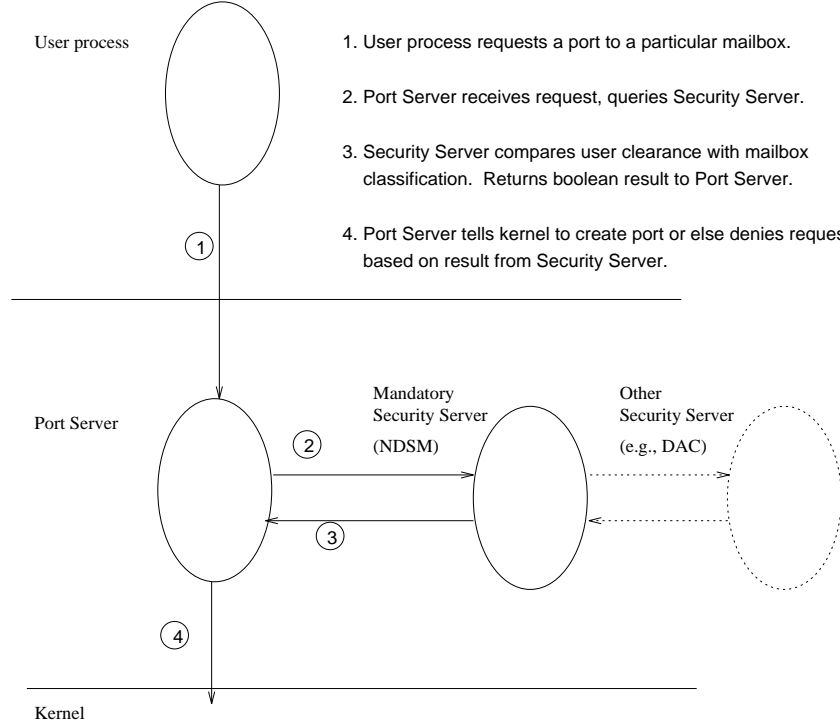 User process
1. User process requests a port to a particular mailbox.
2. Port Server receives request, queries Security Server.
3. Security Server compares user clearance with mailbox
classification.  Returns boolean result to Port Server.
4. Port Server tells kernel to create port or else denies reques
based on result from Security Server.
1
Port Server
Mandatory
Security Server
(NDSM)
Other
Security Server
(e.g., DAC)
2
3
4
Kernel